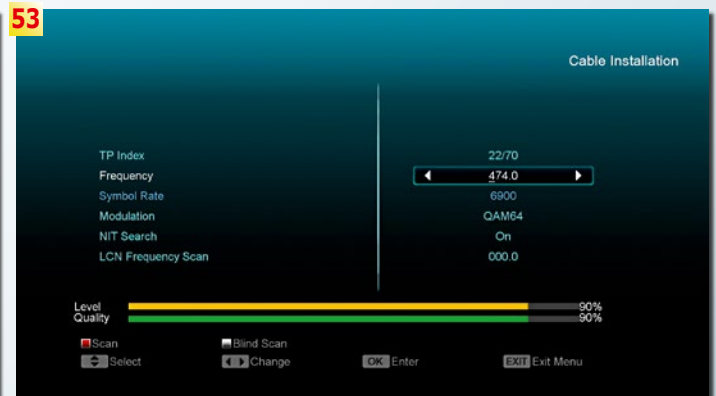 53
Cable Installation
TP Index 22/70
Frequency 474.0
Symbol Rate 6900
Modulation QAM64
NIT Search On
LCN Frequency Scan 000.0
Level 90%
Quality 90%
Scan Blind Scan
Select Change OK Enter EXIT Exit Menu